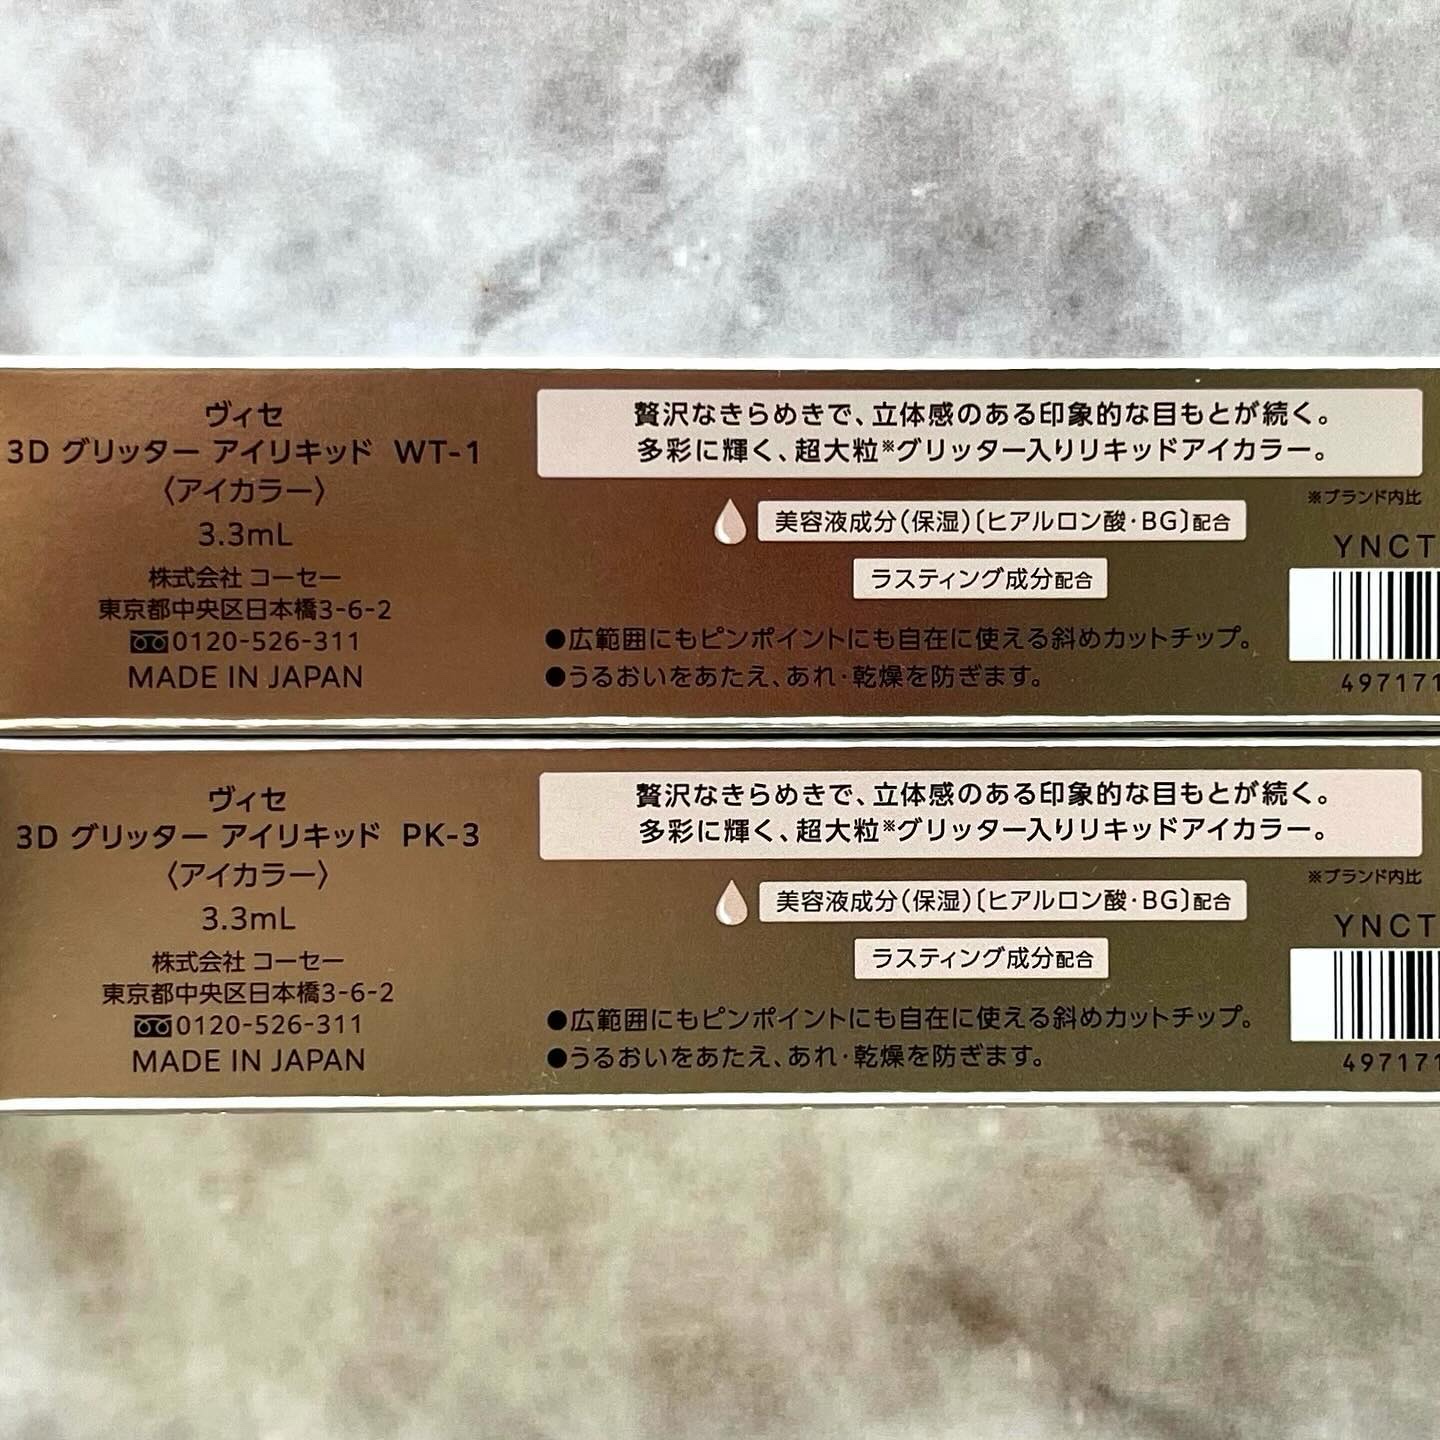 ヴィセ
3D グリッター アイリキッド WT-1
〈アイカラー〉
3.3mL
株式会社 コーセー
東京都中央区日本橋3-6-2
0120-526-311
MADE IN JAPAN
贅沢なきらめきで、立体感のある印象的な目もとが続く。
多彩に輝く、超大粒※グリッター入りリキッドアイカラー。
※ブランド内比
美容液成分(保湿)〔ヒアルロン酸・BG〕配合
ラスティング成分配合
●広範囲にもピンポイントにも自在に使える斜めカットチップ。
●うるおいをあたえ、あれ・乾燥を防ぎます。
YNCT
497171
ヴィセ
3D グリッター アイリキッド PK-3
〈アイカラー〉
3.3mL
株式会社 コーセー
東京都中央区日本橋3-6-2
0120-526-311
MADE IN JAPAN
贅沢なきらめきで、立体感のある印象的な目もとが続く。
多彩に輝く、超大粒※グリッター入りリキッドアイカラー。
※ブランド内比
美容液成分(保湿)〔ヒアルロン酸・BG〕配合
ラスティング成分配合
●広範囲にもピンポイントにも自在に使える斜めカットチップ。
●うるおいをあたえ、あれ・乾燥を防ぎます。
YNCT
497171